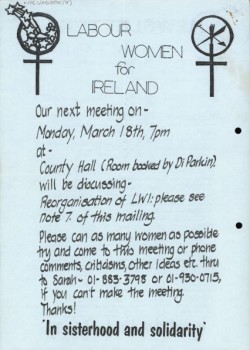 LABOUR
WOMEN
for
IRELAND
Our next meeting on-
Monday, March 18th, 7pm
at-
County Hall (Room booked by Di Parkin).
will be discussing-
Reorganisation of LWI: please see
note 7. of this mailing.
Please can as many women as possible
try and come to this meeting or phone
comments, criticisms, other ideas etc. thru
to Sarah- 01-883-3798 or 01-930-0715,
if you can't make the meeting.
Thanks!
"In sisterhood and solidarity"